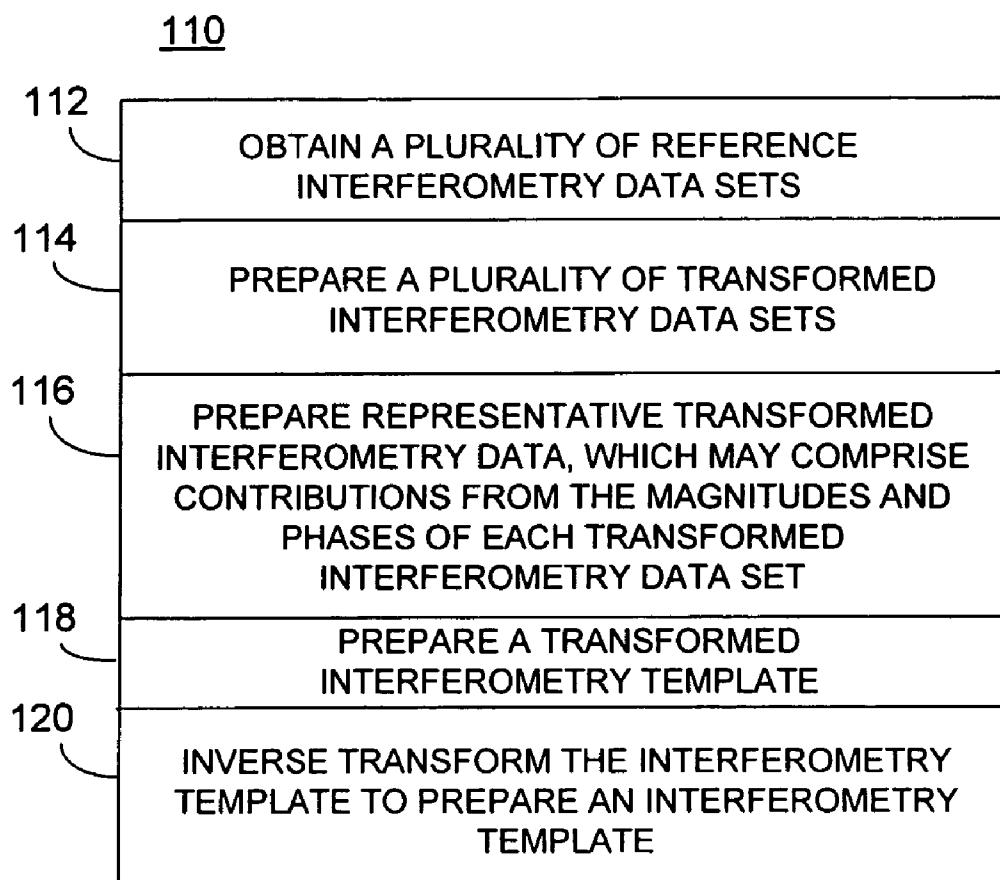 110
112
OBTAIN A PLURALITY OF REFERENCE
INTERFEROMETRY DATA SETS
114
PREPARE A PLURALITY OF TRANSFORMED
INTERFEROMETRY DATA SETS
116
PREPARE REPRESENTATIVE TRANSFORMED
INTERFEROMETRY DATA, WHICH MAY COMPRISE
CONTRIBUTIONS FROM THE MAGNITUDES AND
PHASES OF EACH TRANSFORMED
INTERFEROMETRY DATA SET
118
PREPARE A TRANSFORMED
INTERFEROMETRY TEMPLATE
120
INVERSE TRANSFORM THE INTERFEROMETRY
TEMPLATE TO PREPARE AN INTERFEROMETRY
TEMPLATE